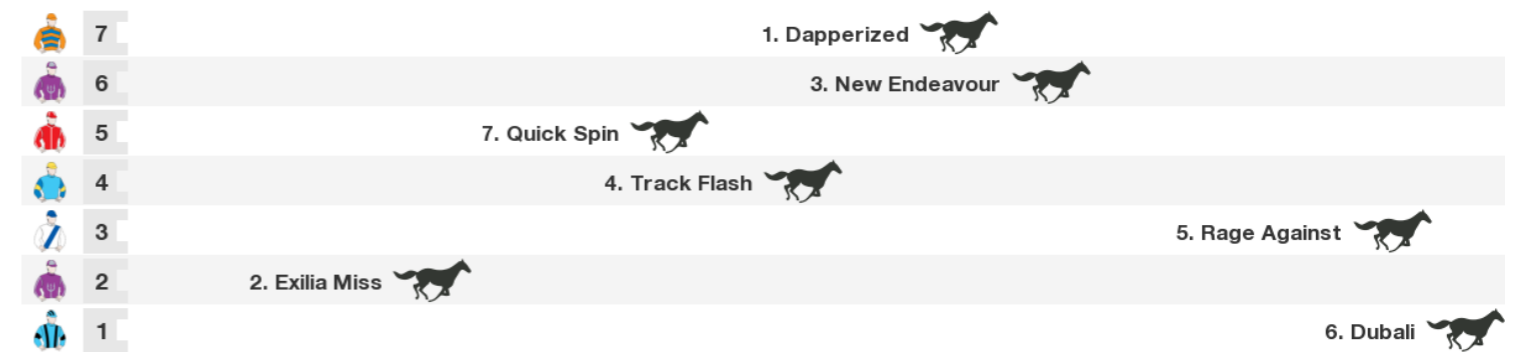 7 1. Dapperized
6 3. New Endeavour
5 7. Quick Spin
4 4. Track Flash
3 5. Rage Against
2 2. Exilia Miss
1 6. Dubali